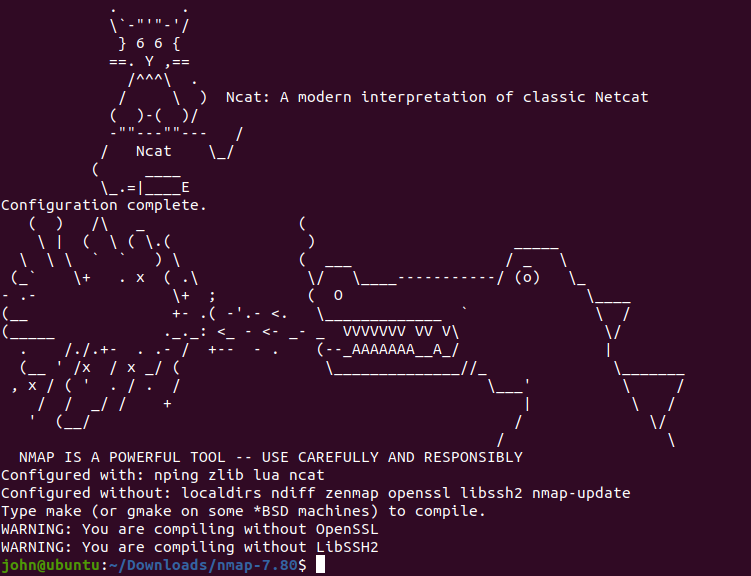 .       .
\`-"'"-'/
} 6 6 {
==. Y ,==
/^^^\  .
/     \  )  Ncat: A modern interpretation of classic Netcat
(  )-(  )/
-""---""---   /
/   Ncat    \_/
(     ____
\_.=|____E
Configuration complete.
   (  )   /\   _                 (
    \ |  (  \ ( \.(               )                      _____
  \  \ \  `  `   ) \             (  ___                 / _   \
 (_`    \+   . x  ( .\            \/   \____-----------/ (o)   \_
- .-               \+  ;          (  O                           \____
(__                +- .( -'.- <.   \_____________  `              \  /
(_____            ._._: <_ - <- _- _  VVVVVVV VV V\                \/
  .    /./.+-  . .- /  +--  - .    (--_AAAAAAA__A_/                |
  (__ ' /x  / x _/ (                \______________//_              \_______
 , x / ( '  . / .  /                                 \___'          \     /
    /  /  _/ /    +                                      |           \   /
   '  (__/                                              /             \/
                                                      /                  \
  NMAP IS A POWERFUL TOOL -- USE CAREFULLY AND RESPONSIBLY
Configured with: nping zlib lua ncat
Configured without: localdirs ndiff zenmap openssl libssh2 nmap-update
Type make (or gmake on some *BSD machines) to compile.
WARNING: You are compiling without OpenSSL
WARNING: You are compiling without LibSSH2
john@ubuntu:~/Downloads/nmap-7.80$